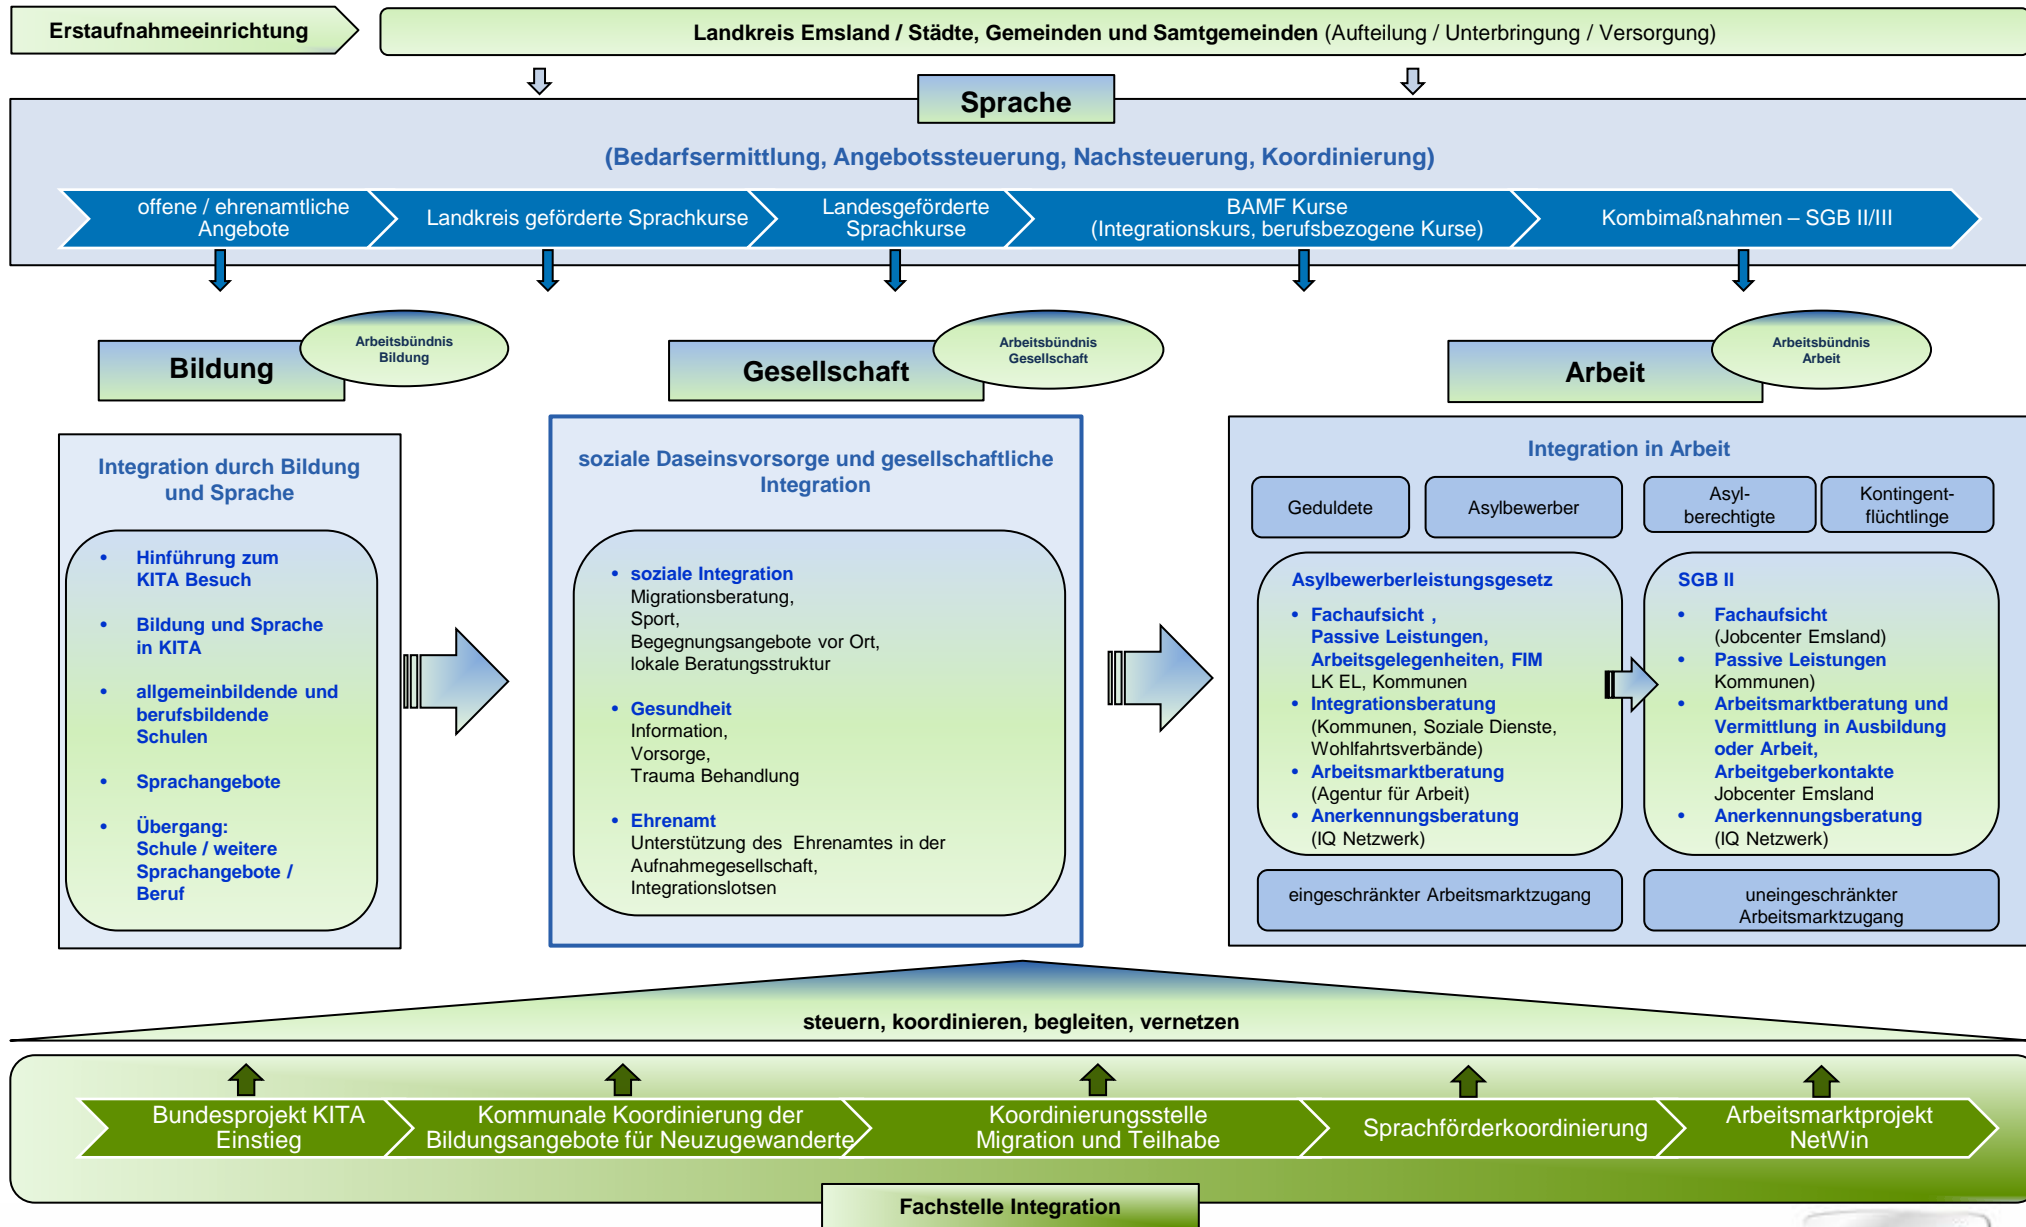 Erstaufnahmeeinrichtung
Landkreis Emsland / Städte, Gemeinden und Samtgemeinden (Aufteilung / Unterbringung / Versorgung)
Sprache
(Bedarfsermittlung, Angebotssteuerung, Nachsteuerung, Koordinierung)
offene / ehrenamtliche
Angebote
Landkreis geförderte Sprachkurse
Landesgeförderte
Sprachkurse
BAMF Kurse
(Integrationskurs, berufsbezogene Kurse)
Kombimaßnahmen – SGB II/III
Bildung
Arbeitsbündnis
Bildung
Gesellschaft
Arbeitsbündnis
Gesellschaft
Arbeit
Arbeitsbündnis
Arbeit
Integration durch Bildung
und Sprache
• Hinführung zum
KITA Besuch
• Bildung und Sprache
in KITA
• allgemeinbildende und
berufsbildende
Schulen
• Sprachangebote
• Übergang:
Schule / weitere
Sprachangebote /
Beruf
soziale Daseinsvorsorge und gesellschaftliche
Integration
• soziale Integration
Migrationsberatung,
Sport,
Begegnungsangebote vor Ort,
lokale Beratungsstruktur
• Gesundheit
Information,
Vorsorge,
Trauma Behandlung
• Ehrenamt
Unterstützung des Ehrenamtes in der
Aufnahmegesellschaft,
Integrationslotsen
Integration in Arbeit
Geduldete
Asylbewerber
Asyl-
berechtigte
Kontingent-
flüchtlinge
Asylbewerberleistungsgesetz
• Fachaufsicht ,
Passive Leistungen,
Arbeitsgelegenheiten, FIM
LK EL, Kommunen
• Integrationsberatung
(Kommunen, Soziale Dienste,
Wohlfahrtsverbände)
• Arbeitsmarktberatung
(Agentur für Arbeit)
• Anerkennungsberatung
(IQ Netzwerk)
SGB II
• Fachaufsicht
(Jobcenter Emsland)
• Passive Leistungen
Kommunen)
• Arbeitsmarktberatung und
Vermittlung in Ausbildung
oder Arbeit,
Arbeitgeberkontakte
Jobcenter Emsland
• Anerkennungsberatung
(IQ Netzwerk)
eingeschränkter Arbeitsmarktzugang
uneingeschränkter
Arbeitsmarktzugang
steuern, koordinieren, begleiten, vernetzen
Bundesprojekt KITA
Einstieg
Kommunale Koordinierung der
Bildungsangebote für Neuzugewanderte
Koordinierungsstelle
Migration und Teilhabe
Sprachförderkoordinierung
Arbeitsmarktprojekt
NetWin
Fachstelle Integration